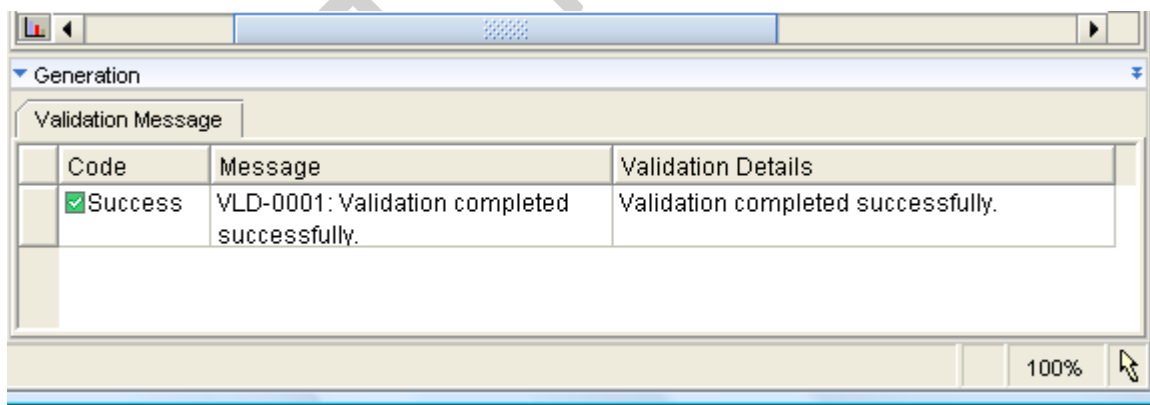 Generation
Validation Message
Code Message Validation Details
Success VLD-0001: Validation completed successfully. Validation completed successfully.
100%